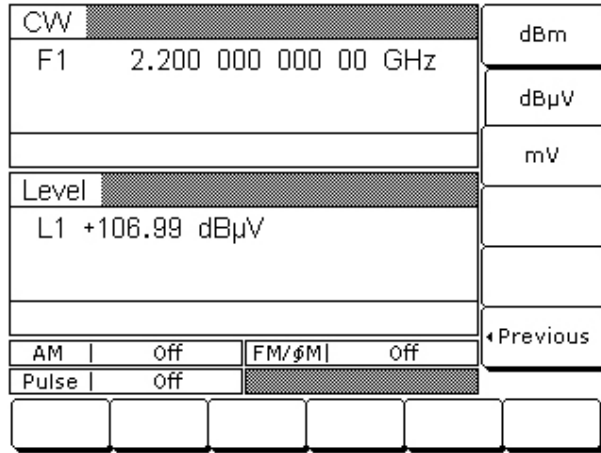 CW
F1 2.200 000 000 00 GHz
Level
L1 +106.99 dBµV
AM | Off
FM/ϕM| Off
Pulse | Off
dBm
dBµV
mV
◂Previous